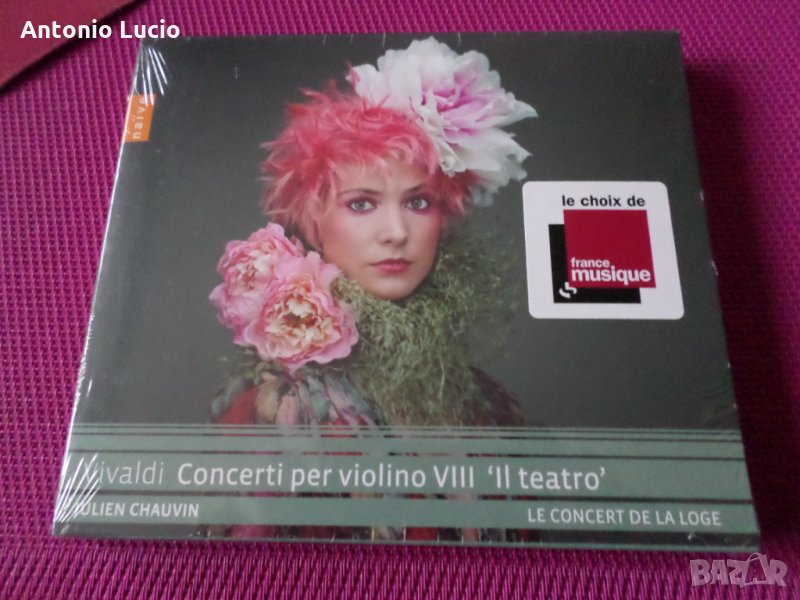 Antonio Lucio
naïve
le choix de
france
musique
Vivaldi Concerti per violino VIII 'Il teatro'
JULIEN CHAUVIN
LE CONCERT DE LA LOGE
BAZAR